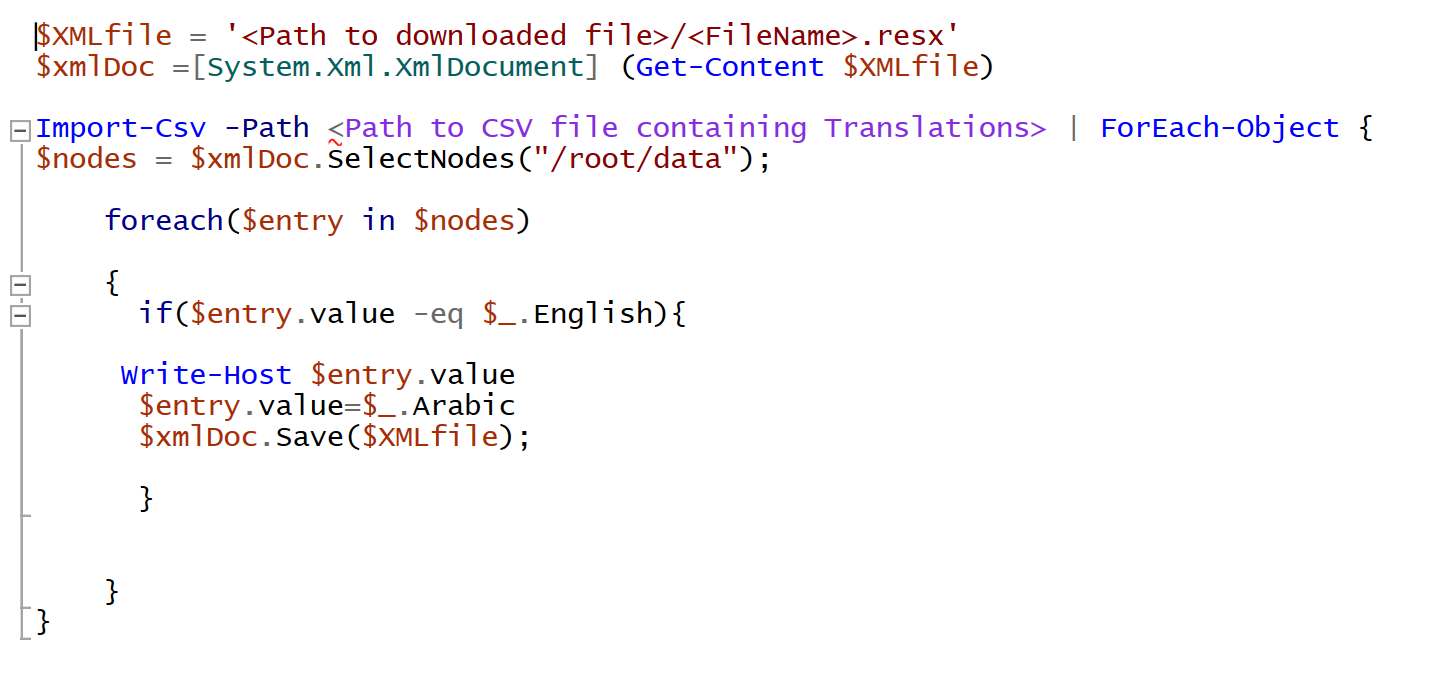 $XMLfile = '<Path to downloaded file>/<FileName>.resx'
$xmlDoc =[System.Xml.XmlDocument] (Get-Content $XMLfile)
Import-Csv -Path <Path to CSV file containing Translations> | ForEach-Object {
$nodes = $xmlDoc.SelectNodes("/root/data");
foreach($entry in $nodes)
{
if($entry.value -eq $_.English){
Write-Host $entry.value
$entry.value=$_.Arabic
$xmlDoc.Save($XMLfile);
}
}
}